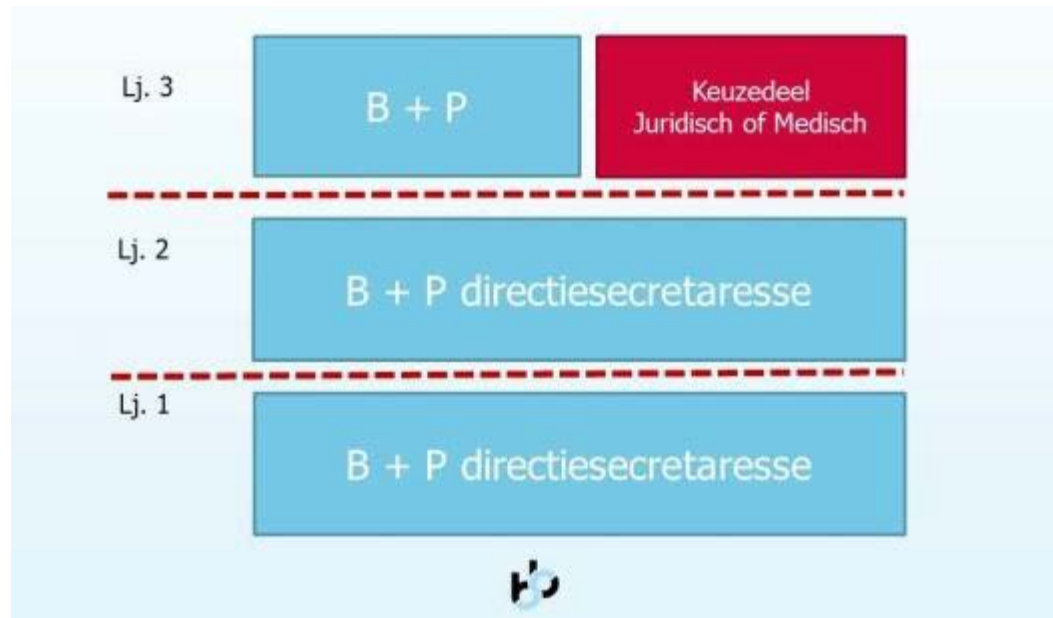 Lj. 3
B + P
Keuzedeel
Juridisch of Medisch
Lj. 2
B + P directiesecretaresse
Lj. 1
B + P directiesecretaresse